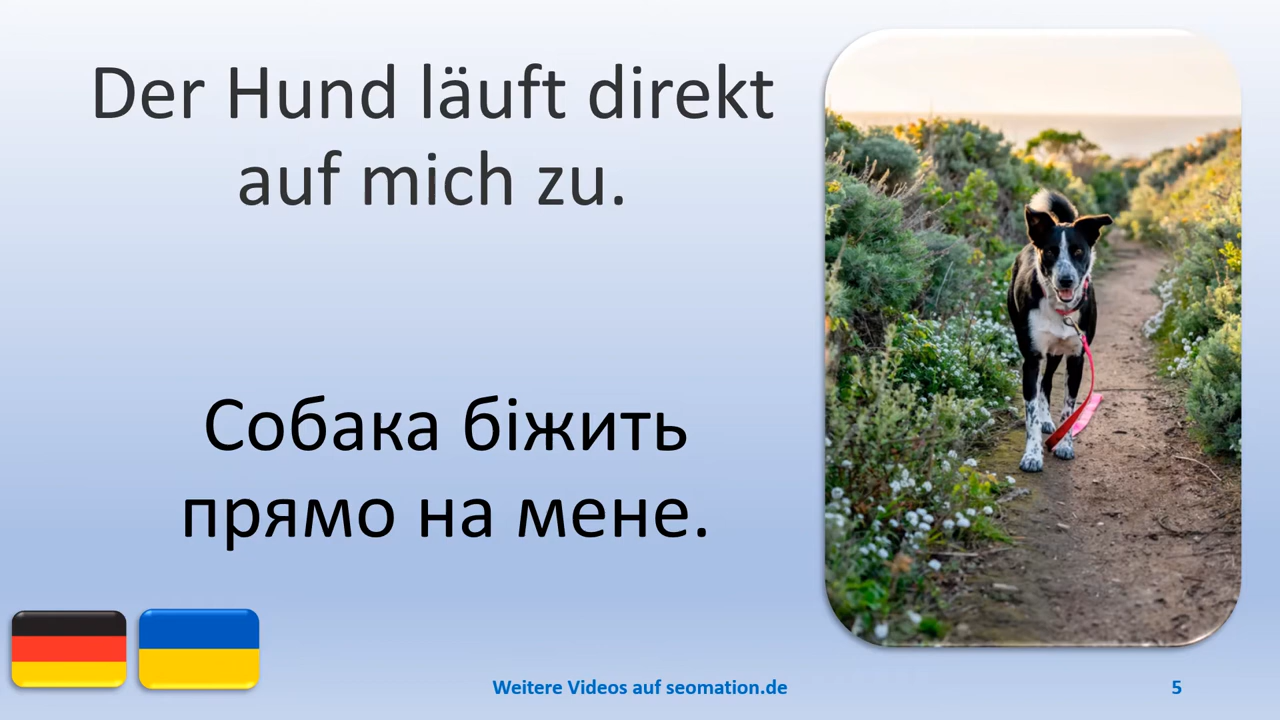 Der Hund läuft direkt
auf mich zu.
Собака біжить
прямо на мене.
Weitere Videos auf seomation.de
5